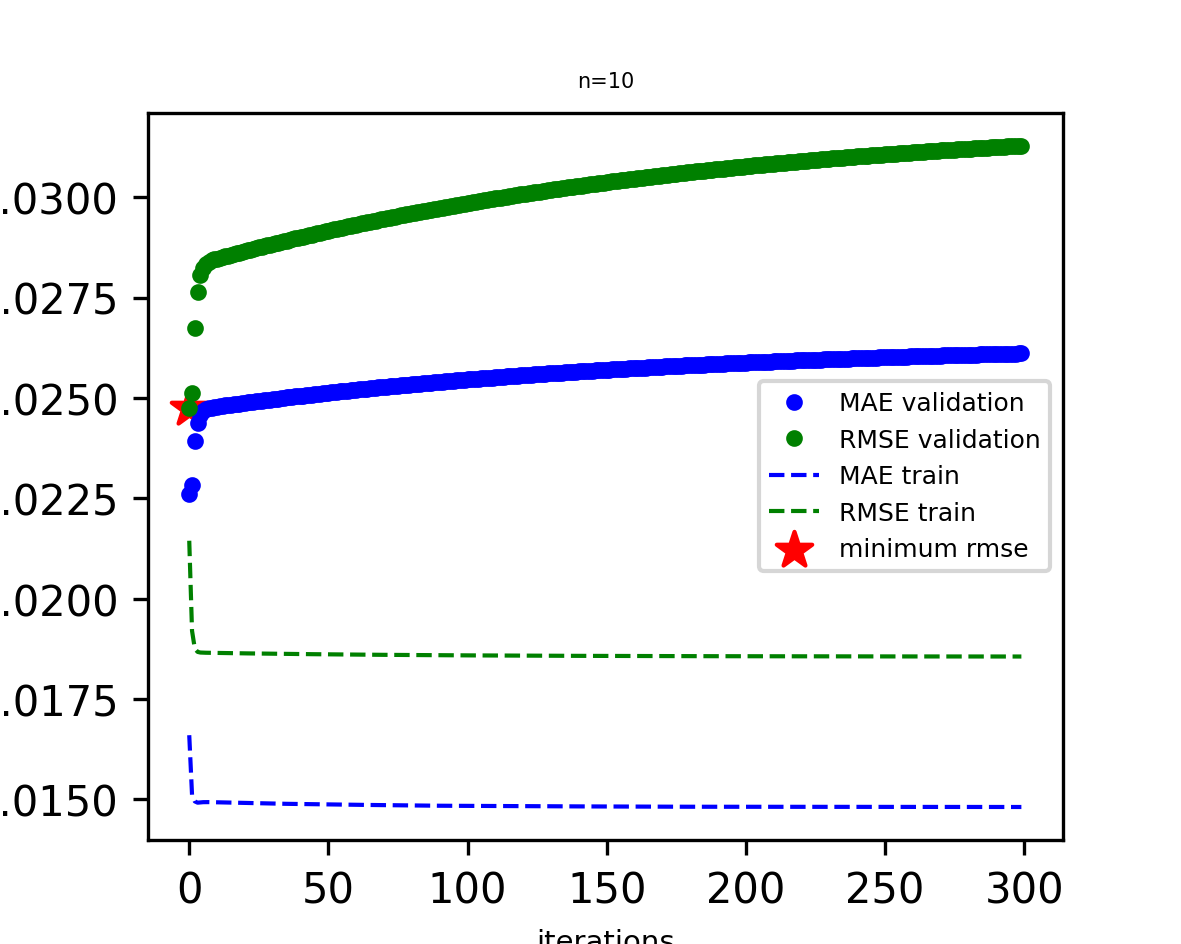 n=10
.0300
.0275
.0250
.0225
.0200
.0175
.0150
MAE validation
RMSE validation
MAE train
RMSE train
minimum rmse
0 50 100 150 200 250 300
iterations